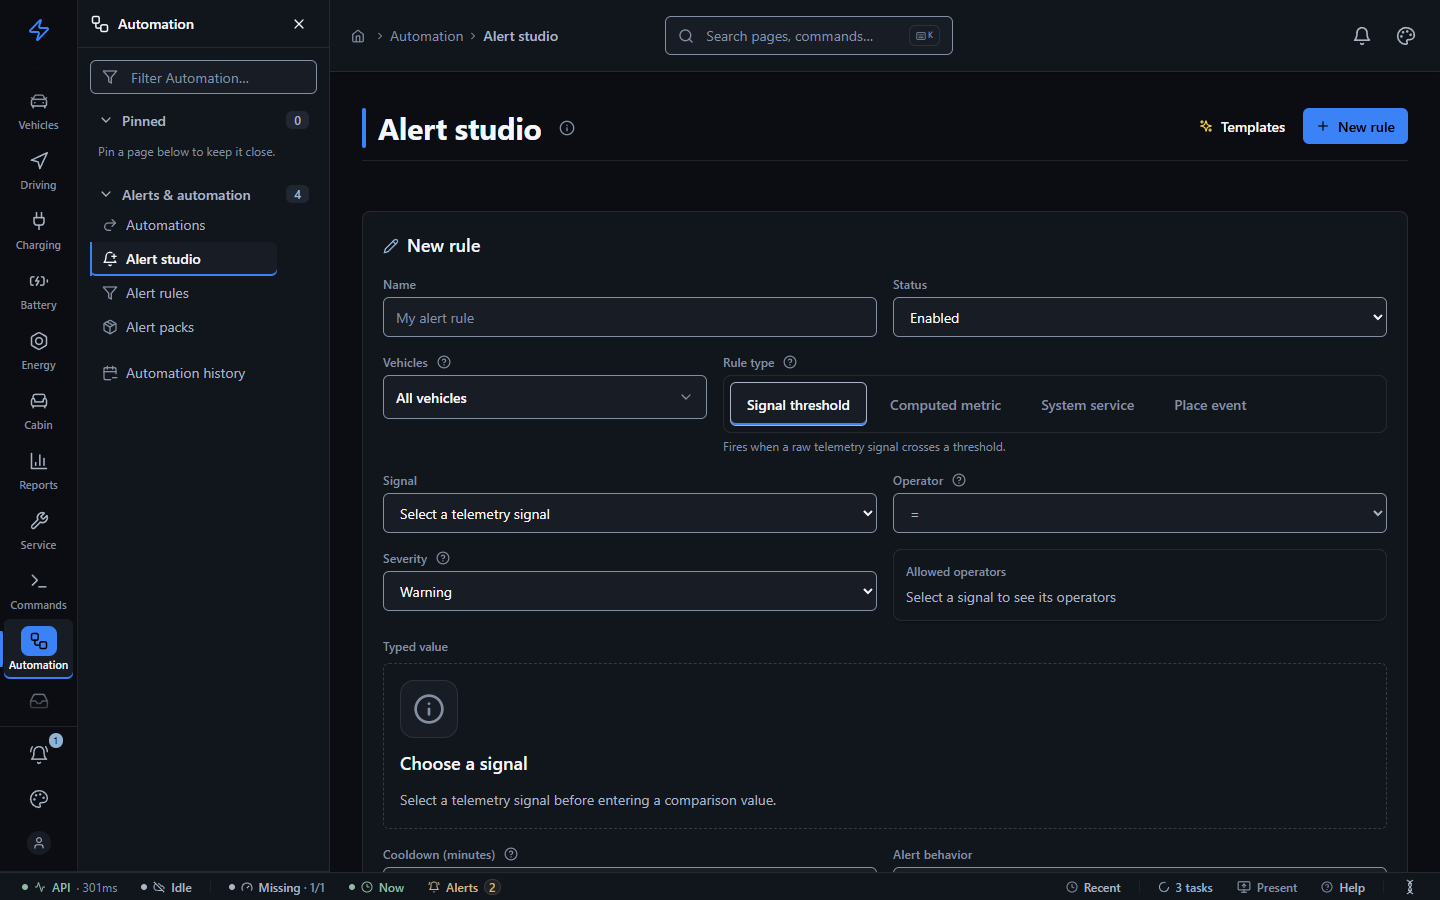 Automation
Filter Automation...
Pinned
0
Pin a page below to keep it close.
Alerts & automation
4
Automations
Alert studio
Alert rules
Alert packs
Automation history
Vehicles
Driving
Charging
Battery
Energy
Cabin
Reports
Service
Commands
Automation
1
Automation
Alert studio
Search pages, commands...
K
Alert studio
Templates
New rule
New rule
Name
Status
My alert rule
Enabled
Vehicles
Rule type
All vehicles
Signal threshold
Computed metric
System service
Place event
Fires when a raw telemetry signal crosses a threshold.
Signal
Operator
Select a telemetry signal
=
Severity
Warning
Allowed operators
Select a signal to see its operators
Typed value
Choose a signal
Select a telemetry signal before entering a comparison value.
Cooldown (minutes)
Alert behavior
API · 301ms
Idle
Missing · 1/1
Now
Alerts 2
Recent
3 tasks
Present
Help